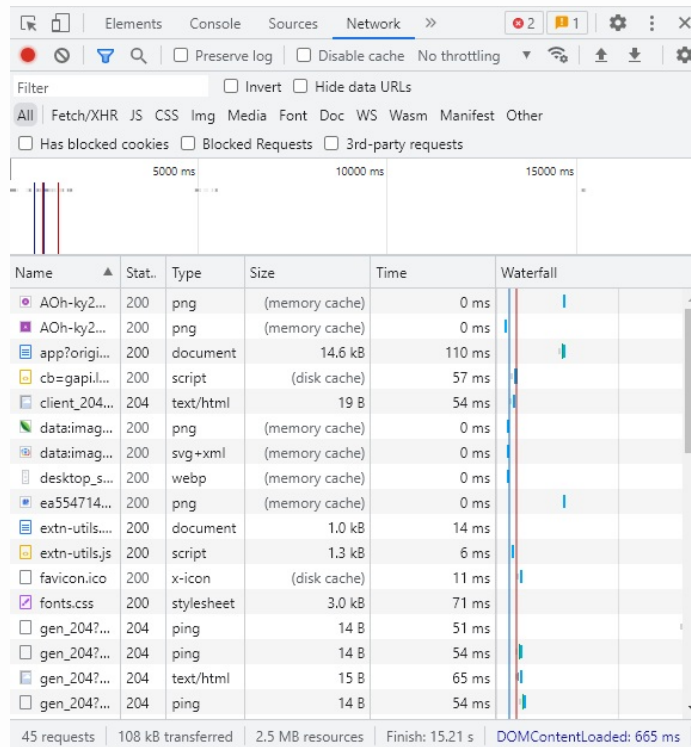 Elements Console Sources Network » 2 1
Preserve log Disable cache No throttling
Filter Invert Hide data URLs
All Fetch/XHR JS CSS Img Media Font Doc WS Wasm Manifest Other
Has blocked cookies Blocked Requests 3rd-party requests
5000 ms 10000 ms 15000 ms
Name Stat.. Type Size Time Waterfall
AOh-ky2... 200 png (memory cache) 0 ms
AOh-ky2... 200 png (memory cache) 0 ms
app?origi... 200 document 14.6 kB 110 ms
cb=gapi.l... 200 script (disk cache) 57 ms
client_204... 204 text/html 19 B 54 ms
data:imag... 200 png (memory cache) 0 ms
data:imag... 200 svg+xml (memory cache) 0 ms
desktop_s... 200 webp (memory cache) 0 ms
ea554714... 200 png (memory cache) 0 ms
extn-utils.... 200 document 1.0 kB 14 ms
extn-utils.js 200 script 1.3 kB 6 ms
favicon.ico 200 x-icon (disk cache) 11 ms
fonts.css 200 stylesheet 3.0 kB 71 ms
gen_204?... 204 ping 14 B 51 ms
gen_204?... 204 ping 14 B 54 ms
gen_204?... 204 text/html 15 B 65 ms
gen_204?... 204 ping 14 B 54 ms
45 requests 108 kB transferred 2.5 MB resources Finish: 15.21 s DOMContentLoaded: 665 ms